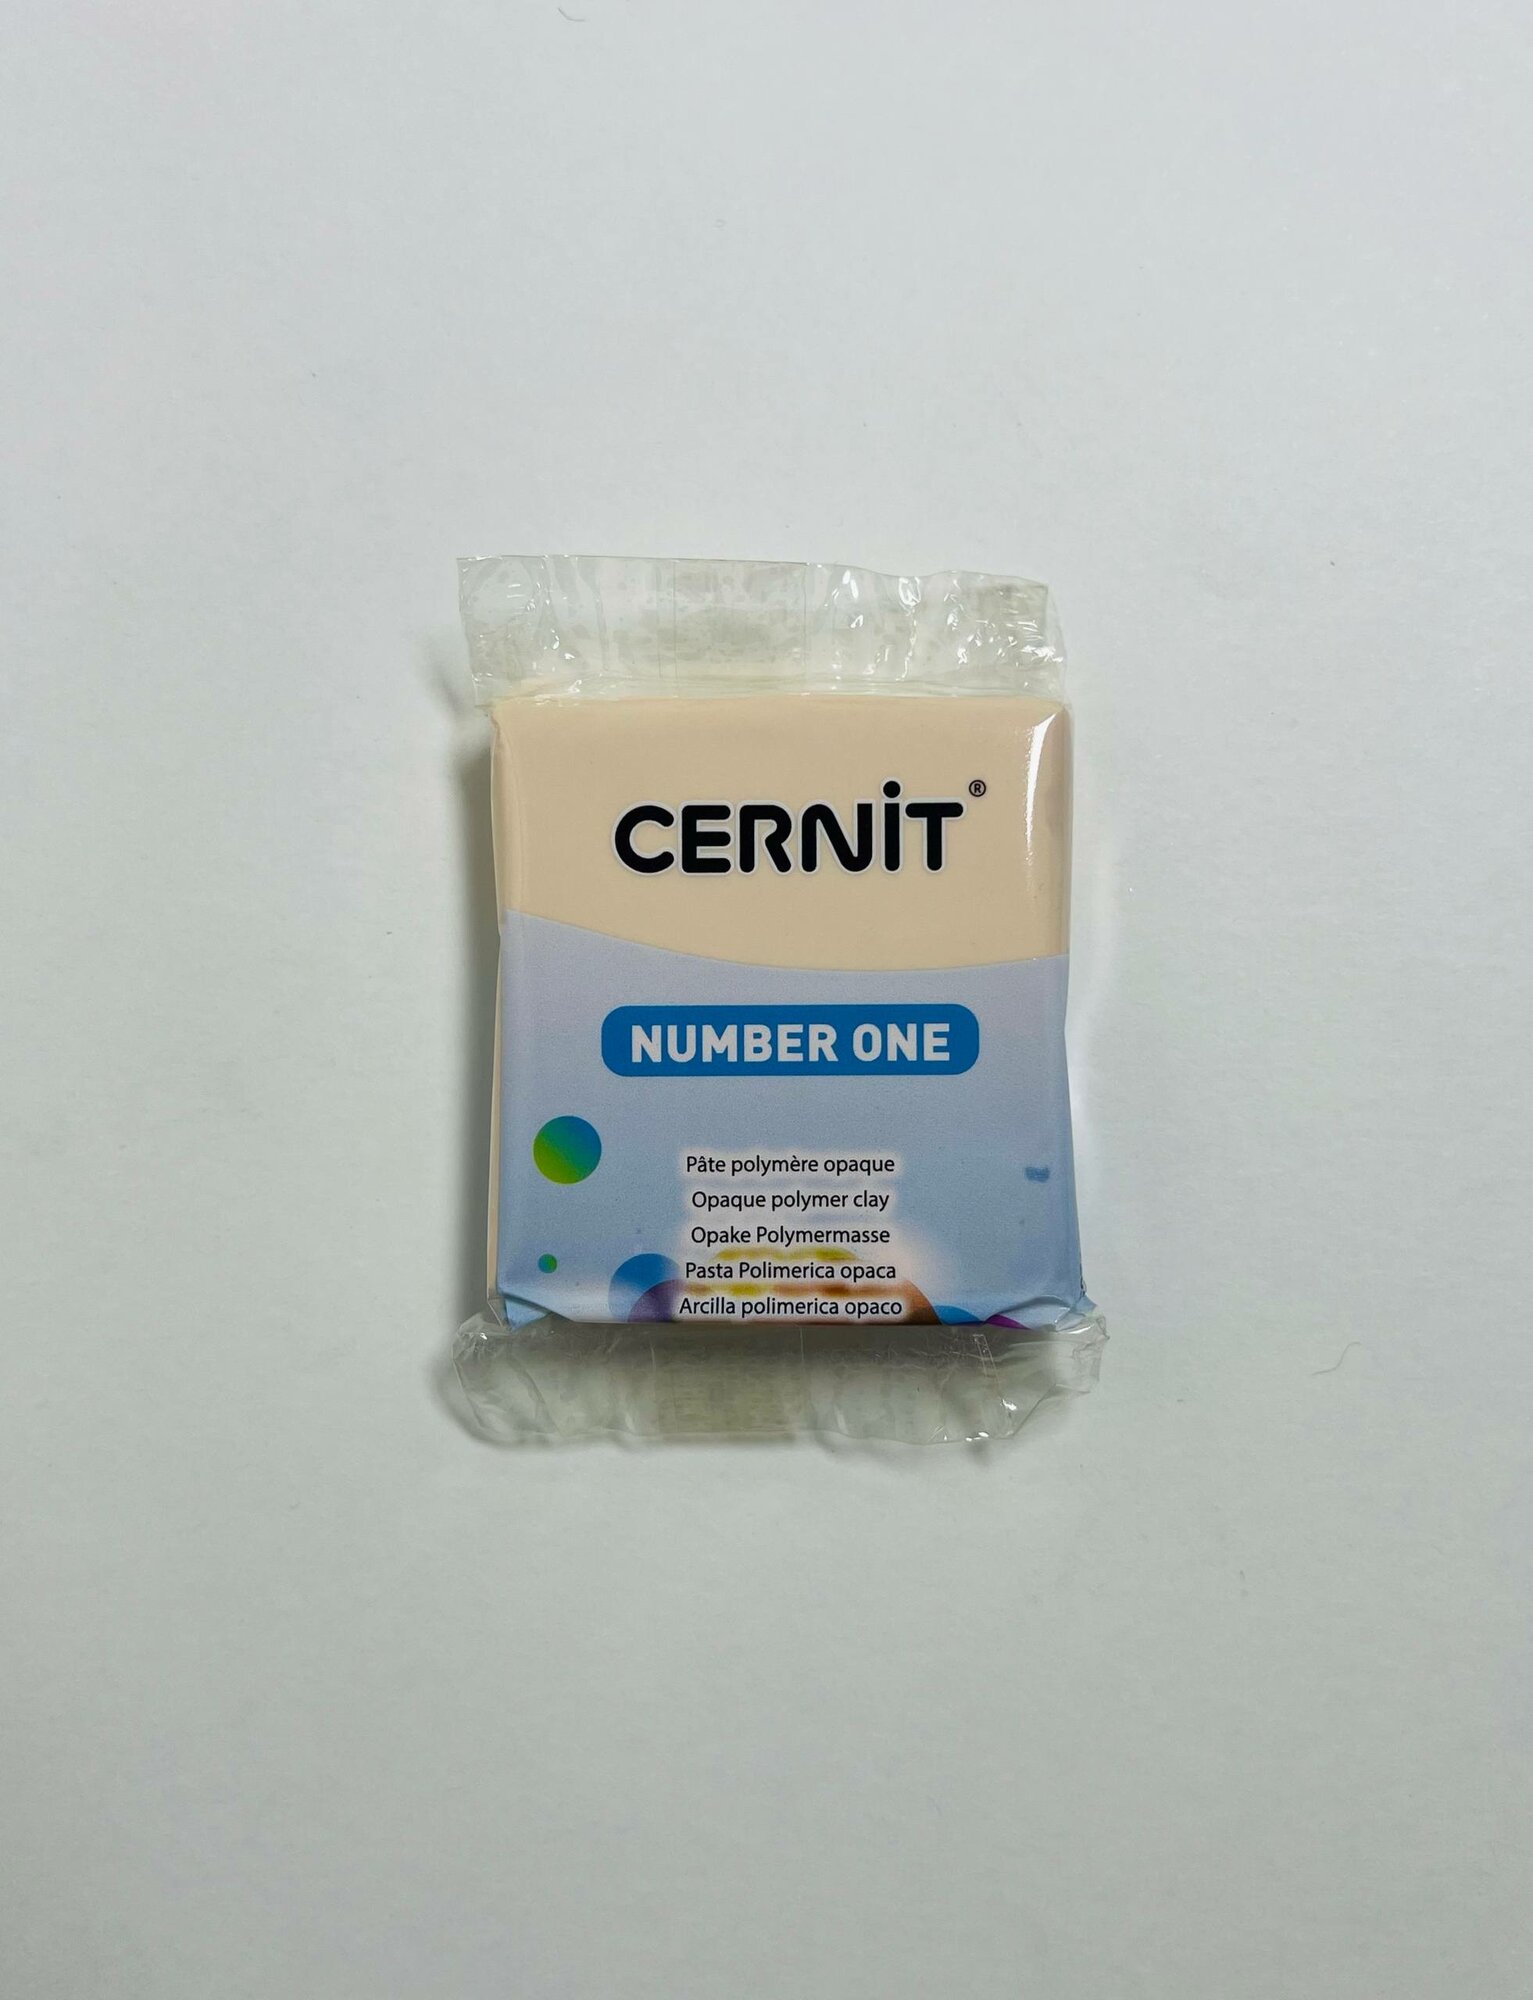 CERNiT®
NUMBER ONE
Pâte polymère opaque
Opaque polymer clay
Opake Polymermasse
Pasta Polimerica opaca
Arcilla polimerica opaco